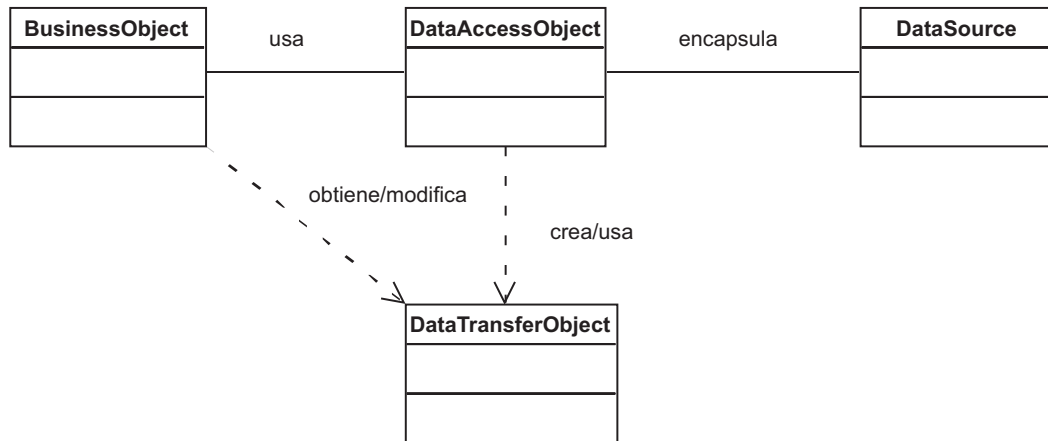 BusinessObject
usa
DataAccessObject
encapsula
DataSource
obtiene/modifica
crea/usa
DataTransferObject